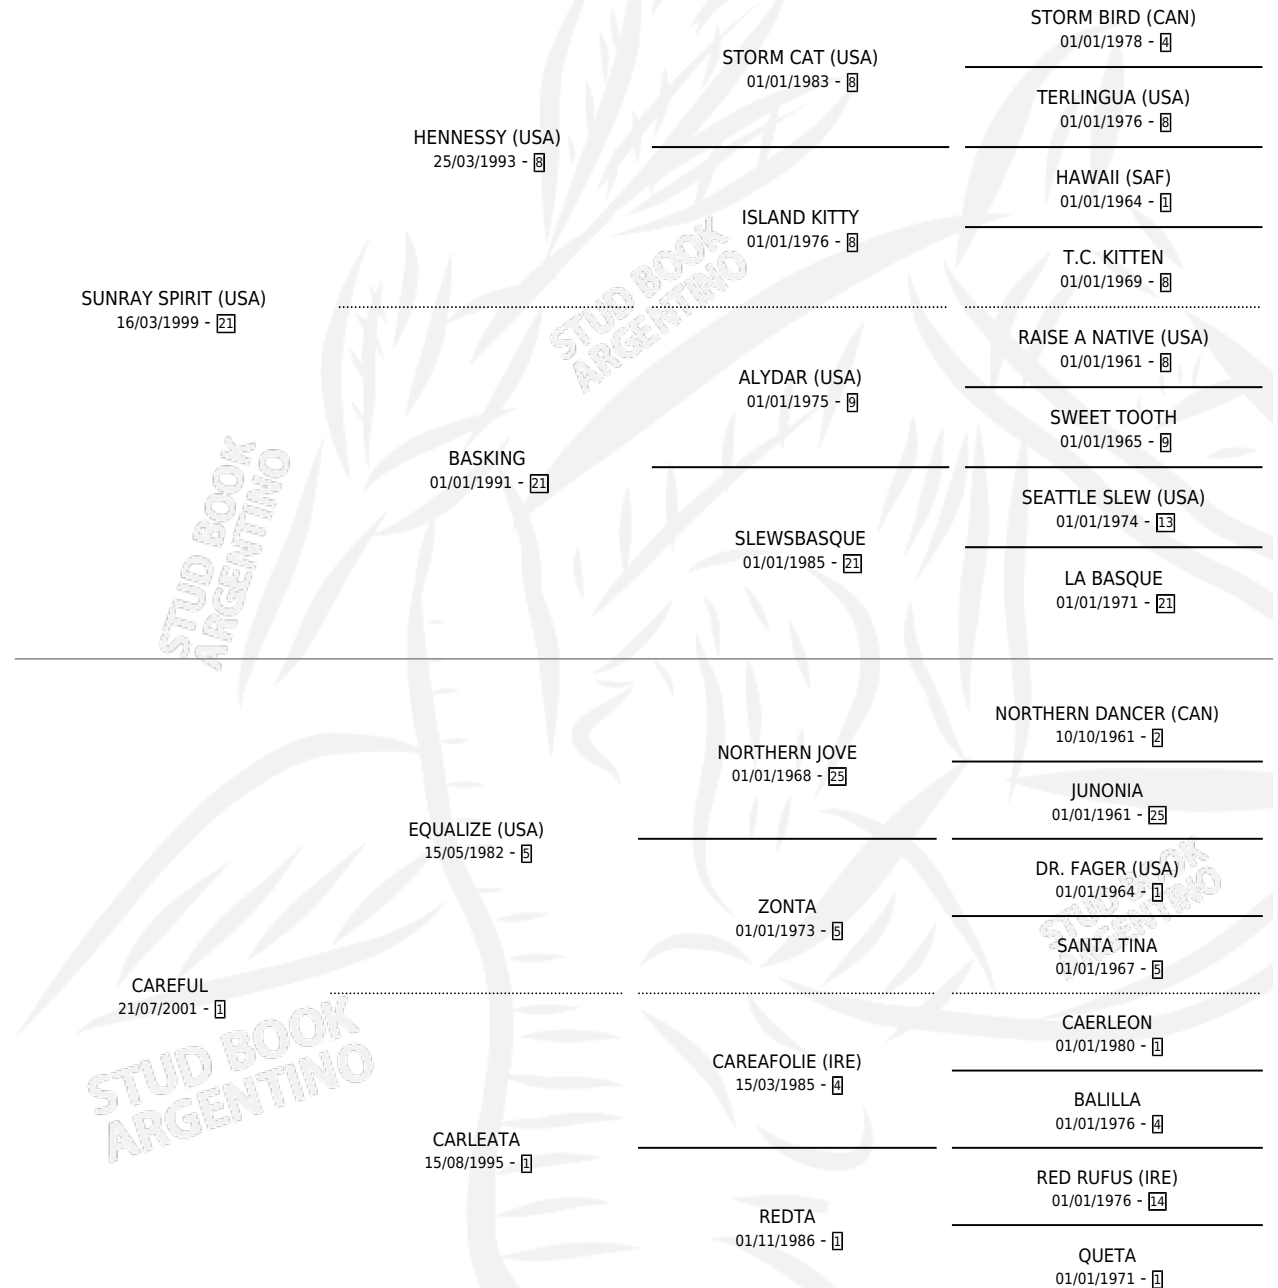 STORM BIRD (CAN)
01/01/1978 - 4
STORM CAT (USA)
01/01/1983 - 8
TERLINGUA (USA)
01/01/1976 - 8
HENNESSY (USA)
25/03/1993 - 8
HAWAII (SAF)
01/01/1964 - 1
ISLAND KITTY
01/01/1976 - 8
T.C. KITTEN
01/01/1969 - 8
SUNRAY SPIRIT (USA)
16/03/1999 - 21
RAISE A NATIVE (USA)
01/01/1961 - 8
ALYDAR (USA)
01/01/1975 - 9
SWEET TOOTH
01/01/1965 - 9
BASKING
01/01/1991 - 21
SEATTLE SLEW (USA)
01/01/1974 - 13
SLEWSBASQUE
01/01/1985 - 21
LA BASQUE
01/01/1971 - 21
NORTHERN DANCER (CAN)
10/10/1961 - 2
NORTHERN JOVE
01/01/1968 - 25
JUNONIA
01/01/1961 - 25
EQUALIZE (USA)
15/05/1982 - 5
DR. FAGER (USA)
01/01/1964 - 1
ZONTA
01/01/1973 - 5
SANTA TINA
01/01/1967 - 5
CAREFUL
21/07/2001 - 1
CAERLEON
01/01/1980 - 1
CAREAFOLIE (IRE)
15/03/1985 - 4
BALILLA
01/01/1976 - 4
CARLEATA
15/08/1995 - 1
RED RUFUS (IRE)
01/01/1976 - 14
REDTA
01/11/1986 - 1
QUETA
01/01/1971 - 1
STUD BOOK
ARGENTINO
STUD BOOK
ARGENTINO
STUD BOOK
ARGENTINO
STUD BOOK
ARGENTINO